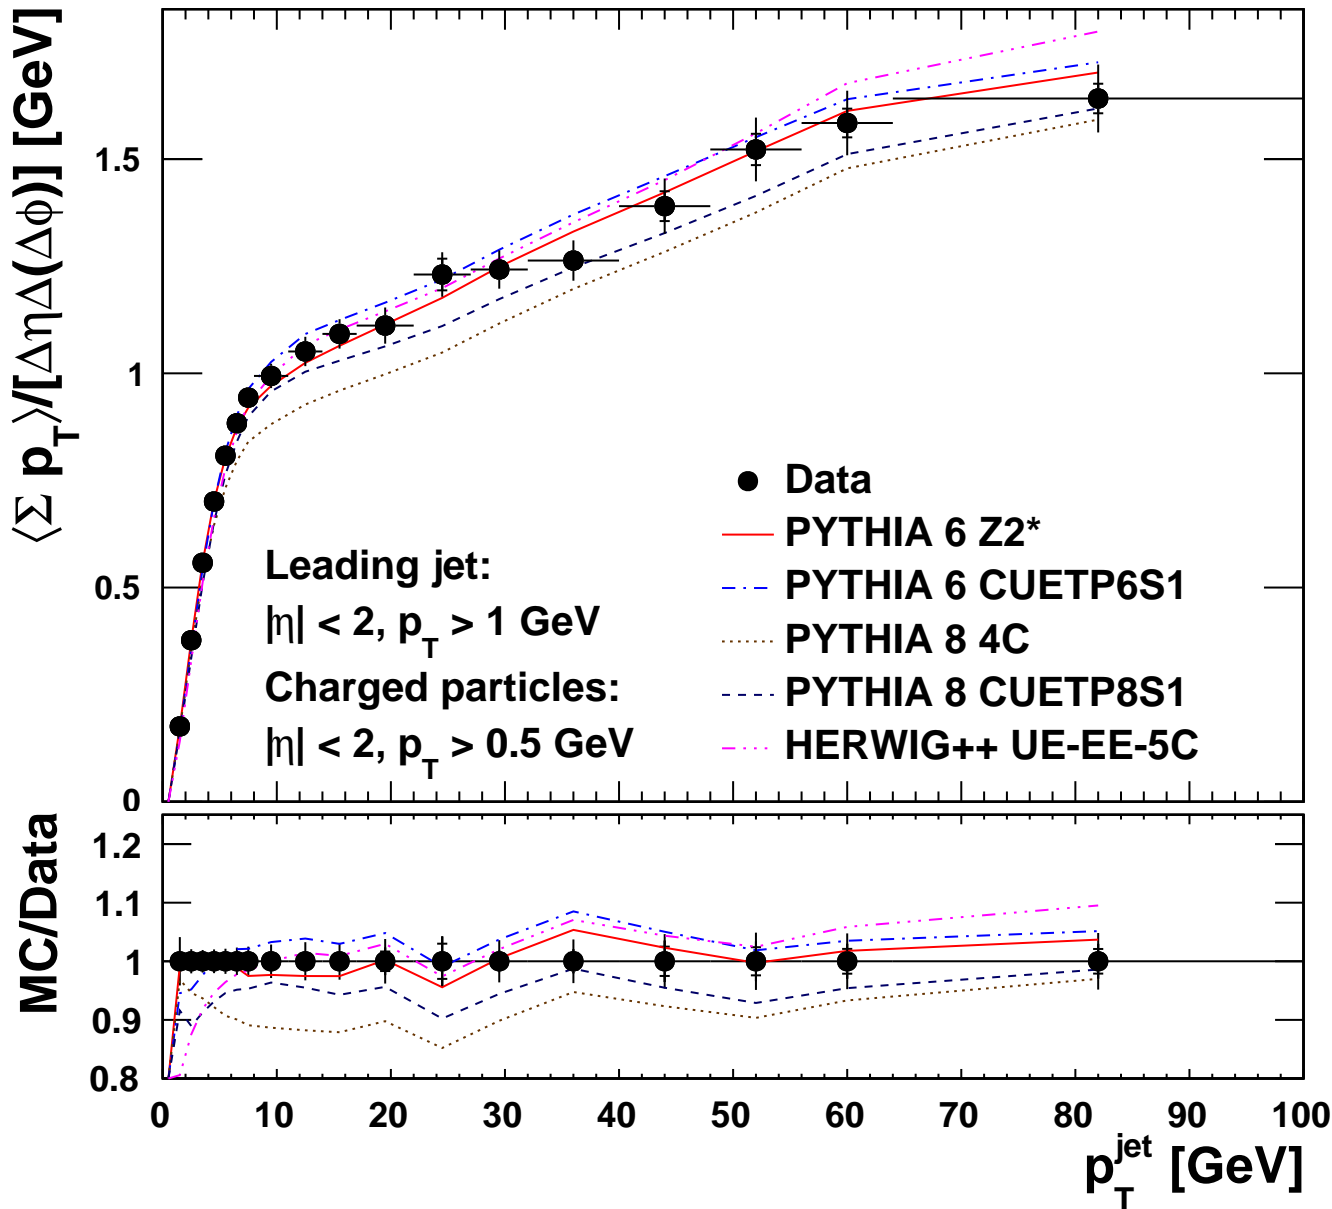 ⟨Σ p_T⟩/[ΔηΔ(Δφ)] [GeV]
1.5
1
0.5
0
Data
PYTHIA 6 Z2*
PYTHIA 6 CUETP6S1
PYTHIA 8 4C
PYTHIA 8 CUETP8S1
HERWIG++ UE-EE-5C
Leading jet:
|η| < 2, p_T > 1 GeV
Charged particles:
|η| < 2, p_T > 0.5 GeV
MC/Data
1.2
1.1
1
0.9
0.8
0 10 20 30 40 50 60 70 80 90 100
p_T^jet [GeV]